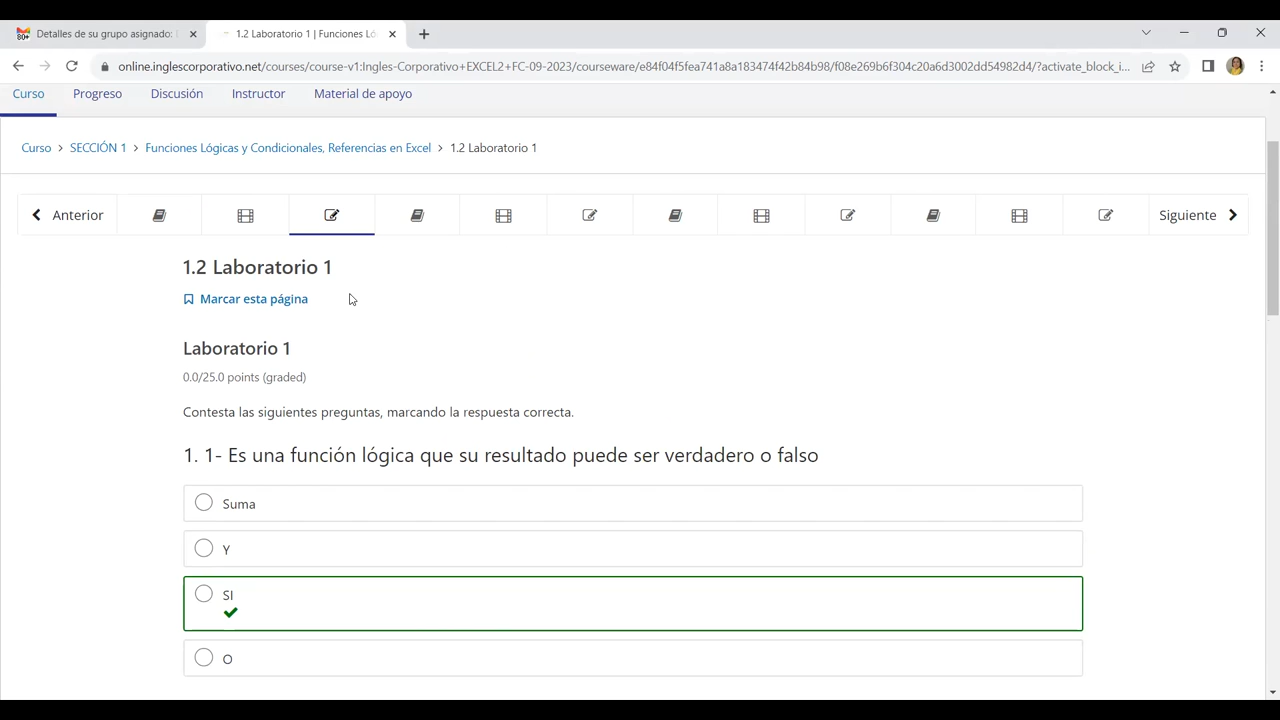 Detalles de su grupo asignado:
1.2 Laboratorio 1 | Funciones Ló
online.inglescorporativo.net/courses/course-v1:Ingles-Corporativo+EXCEL2+FC-09-2023/courseware/e84f04f5fea741a8a183474f42b84b98/f08e269b6f304c20a6d3002dd54982d4/?activate_block_i...
Curso Progreso Discusión Instructor Material de apoyo
Curso > SECCIÓN 1 > Funciones Lógicas y Condicionales, Referencias en Excel > 1.2 Laboratorio 1
Anterior Siguiente
1.2 Laboratorio 1
Marcar esta página
Laboratorio 1
0.0/25.0 points (graded)
Contesta las siguientes preguntas, marcando la respuesta correcta.
1. 1- Es una función lógica que su resultado puede ser verdadero o falso
Suma
Y
SI
O